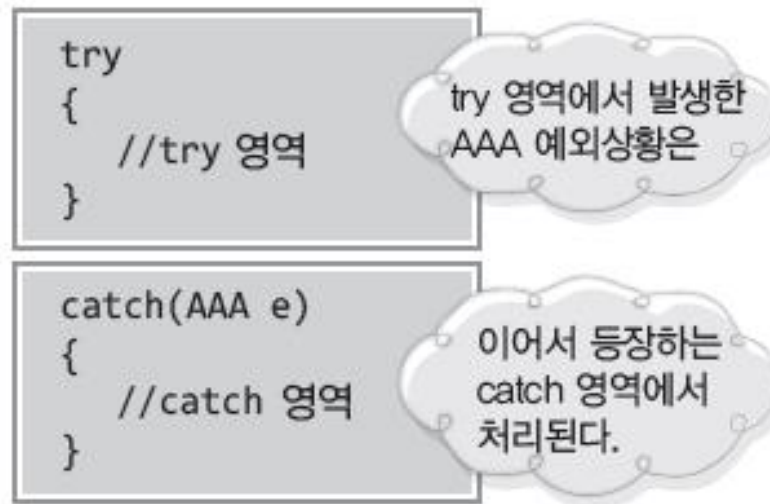 try
{
//try 영역
}
try 영역에서 발생한
AAA 예외상황은
catch(AAA e)
{
//catch 영역
}
이어서 등장하는
catch 영역에서
처리된다.